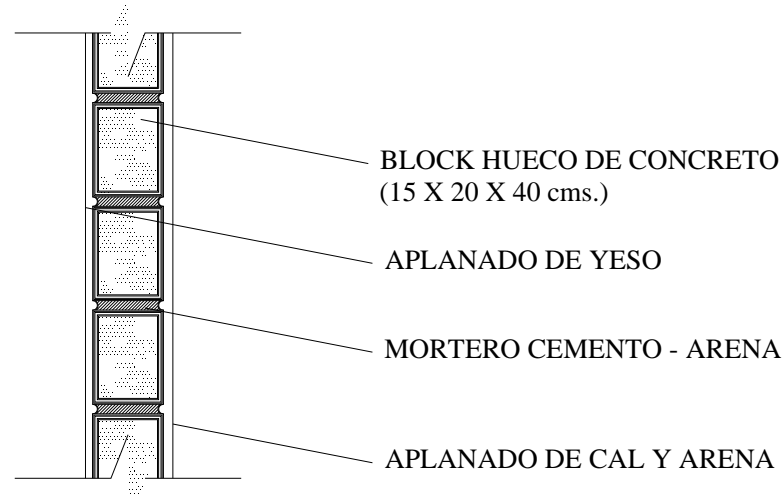 BLOCK HUECO DE CONCRETO
(15 X 20 X 40 cms.)
APLANADO DE YESO
MORTERO CEMENTO - ARENA
APLANADO DE CAL Y ARENA